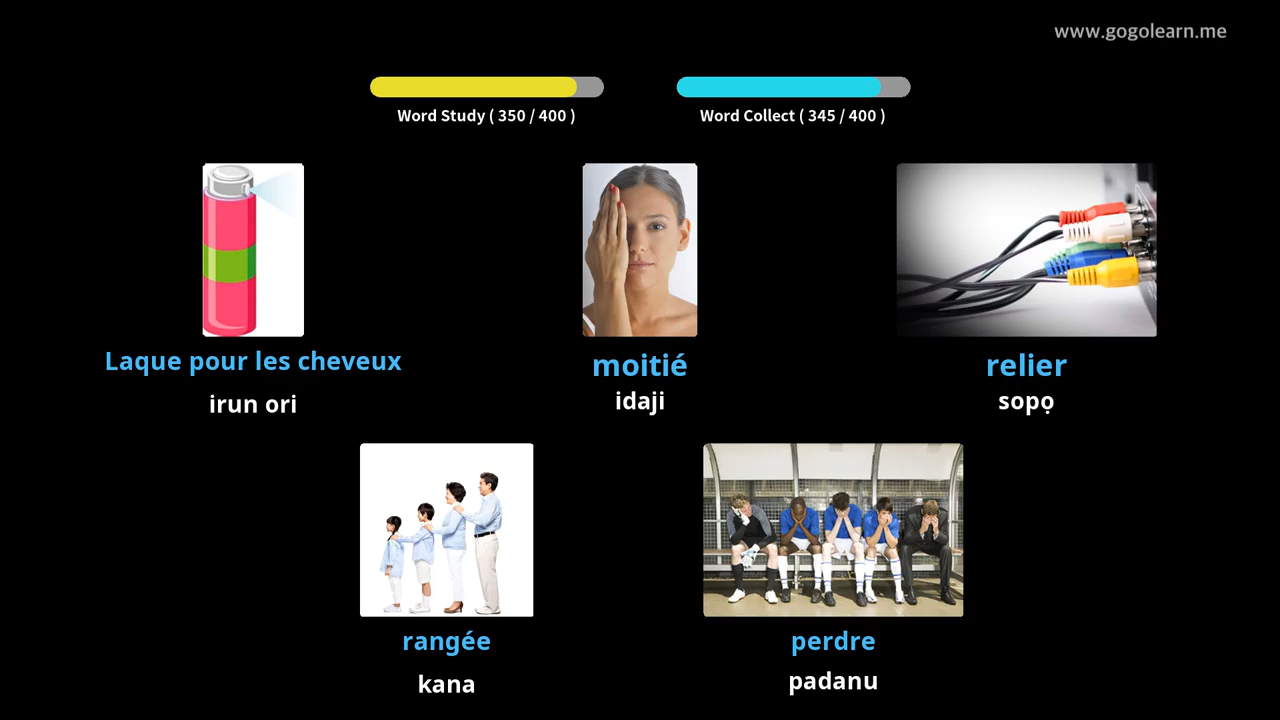 www.gogolearn.me
Word Study ( 350 / 400 )
Word Collect ( 345 / 400 )
Laque pour les cheveux
irun ori
moitié
idaji
relier
sopọ
rangée
kana
perdre
padanu